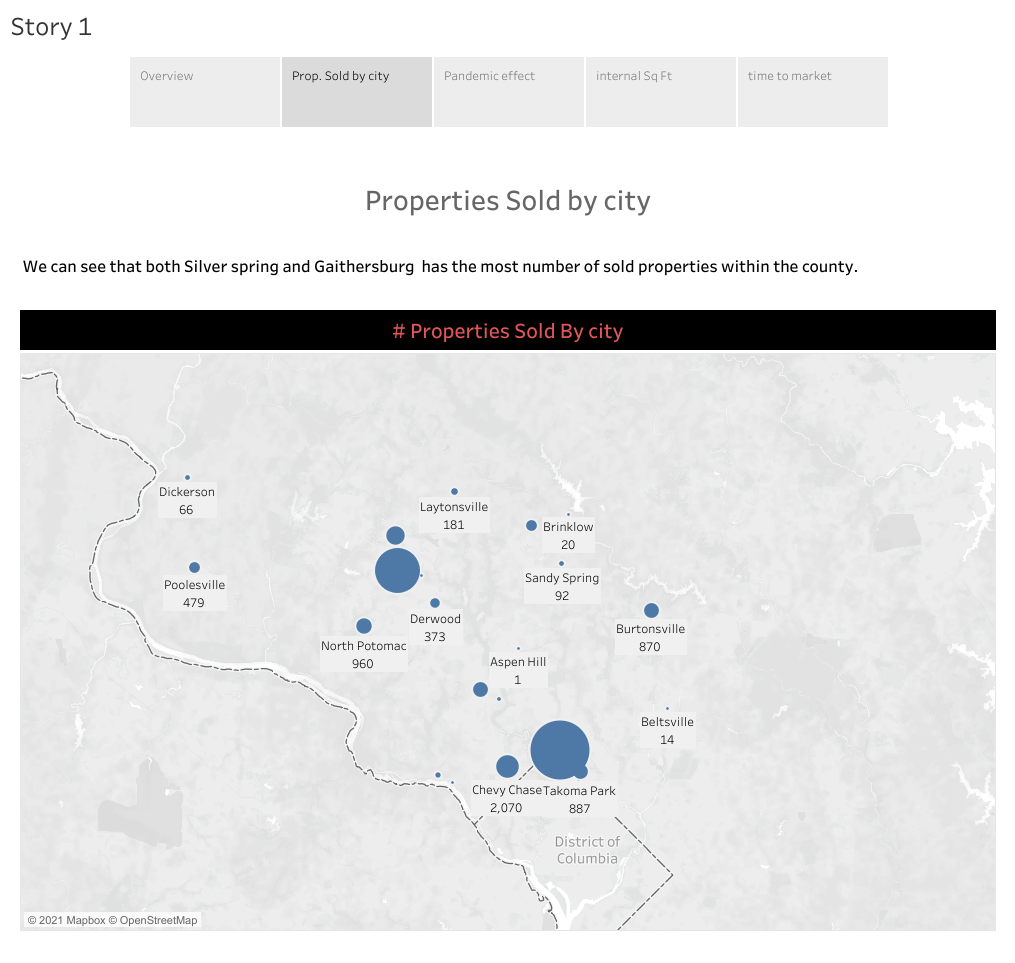 Story 1
Overview
Prop. Sold by city
Pandemic effect
internal Sq Ft
time to market
Properties Sold by city
We can see that both Silver spring and Gaithersburg  has the most number of sold properties within the county.
# Properties Sold By city
Dickerson
66
Laytonsville
181
Brinklow
20
Poolesville
479
Sandy Spring
92
Derwood
373
Burtonsville
870
North Potomac
960
Aspen Hill
1
Beltsville
14
Chevy Chase
2,070
Takoma Park
887
District of
Columbia
© 2021 Mapbox © OpenStreetMap